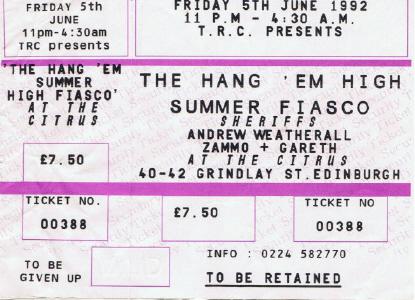 FRIDAY 5th
JUNE
11pm-4:30am
TRC presents
'THE HANG 'EM
SUMMER
HIGH FIASCO'
AT THE
CITRUS
£7.50
TICKET NO.
00388
TO BE
GIVEN UP
FRIDAY 5TH JUNE 1992
11 P.M - 4:30 A.M.
T.R.C. PRESENTS
THE HANG 'EM HIGH
SUMMER FIASCO
SHERIFFS
ANDREW WEATHERALL
ZAMMO + GARETH
AT THE CITRUS
40-42 GRINDLAY ST.EDINBURGH
£7.50
TICKET NO
00388
INFO : 0224 582770
TO BE RETAINED